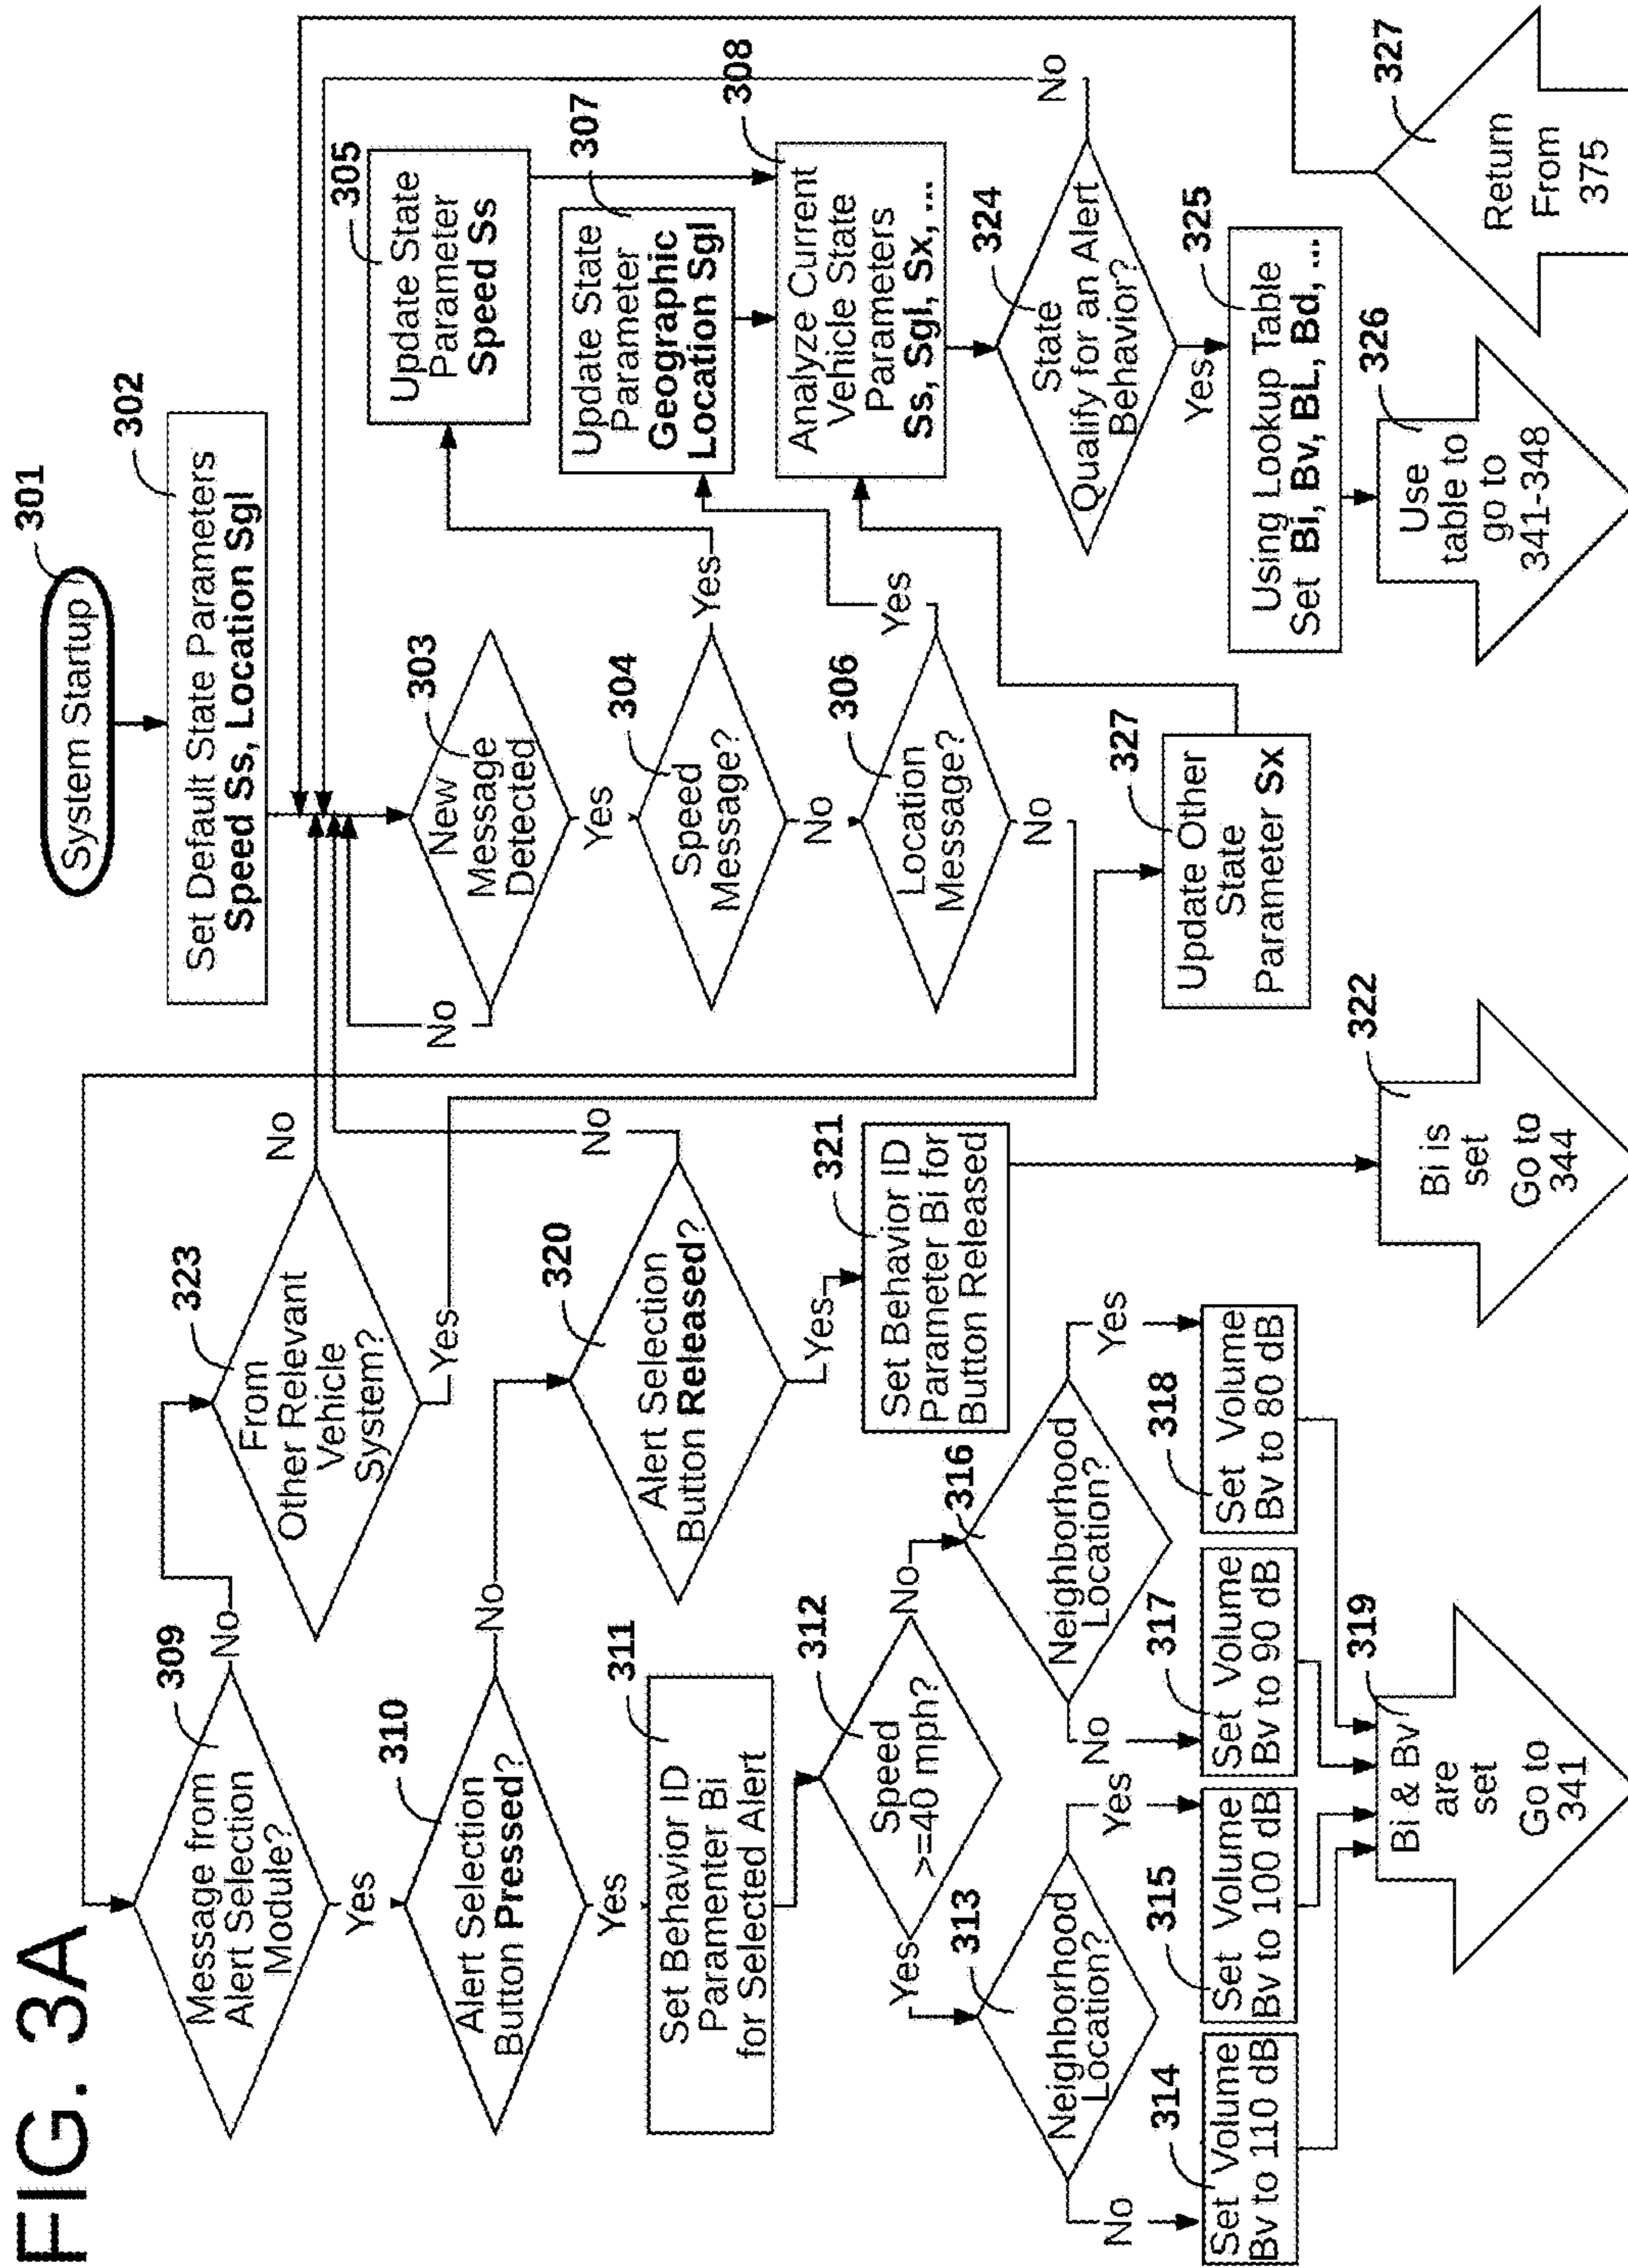 FIG. 3A
301
System Startup
302
Set Default State Parameters
Speed Ss, Location Sgl
303
New
Message
Detected
No
Yes
304
Speed
Message?
Yes
No
305
Update State
Parameter
Speed Ss
306
Location
Message?
Yes
No
307
Update State
Parameter
Geographic
Location Sgl
308
Analyze Current
Vehicle State
Parameters
Ss, Sgl, Sx, ...
324
State
Qualify for an Alert
Behavior?
No
Yes
325
Using Lookup Table
Set Bi, Bv, BL, Bd, ...
326
Use
table to
go to
341-348
327
Return
From
375
327
Update Other
State
Parameter Sx
309
Message from
Alert Selection
Module?
No
Yes
323
From
Other Relevant
Vehicle
System?
No
Yes
310
Alert Selection
Button Pressed?
No
Yes
320
Alert Selection
Button Released?
No
Yes
321
Set Behavior ID
Parameter Bi for
Button Released
322
Bi is
set
Go to
344
311
Set Behavior ID
Paramenter Bi
for Selected Alert
312
Speed
>=40 mph?
Yes
No
313
Neighborhood
Location?
No
Yes
316
Neighborhood
Location?
No
Yes
314
Set Volume
Bv to 110 dB
315
Set Volume
Bv to 100 dB
317
Set Volume
Bv to 90 dB
318
Set Volume
Bv to 80 dB
319
Bi & Bv
are
set
Go to
341